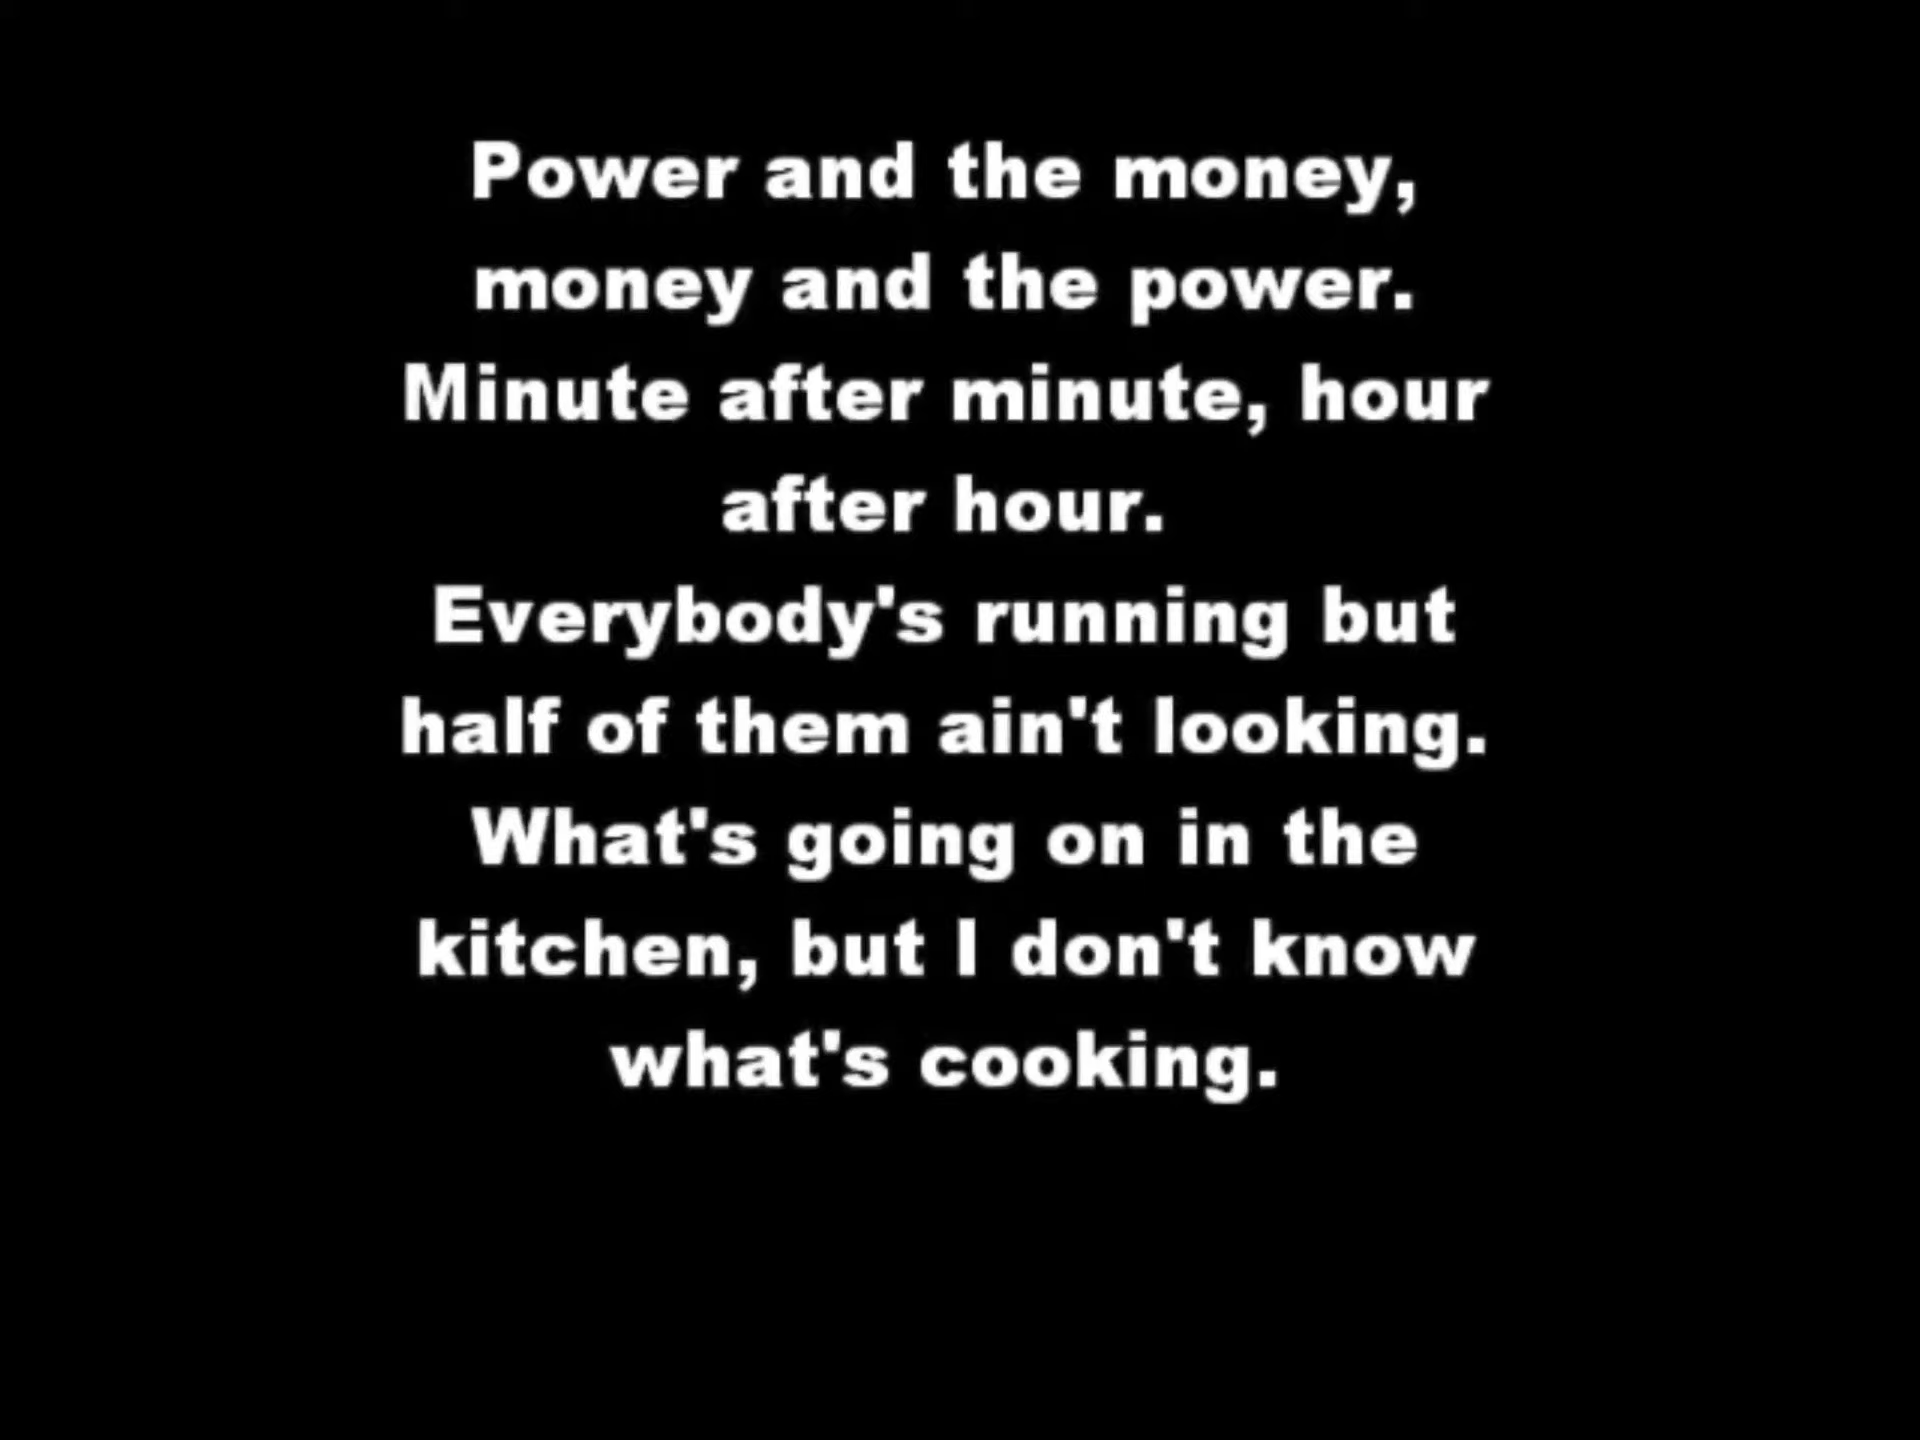 Power and the money,
money and the power.
Minute after minute, hour
after hour.
Everybody's running but
half of them ain't looking.
What's going on in the
kitchen, but I don't know
what's cooking.